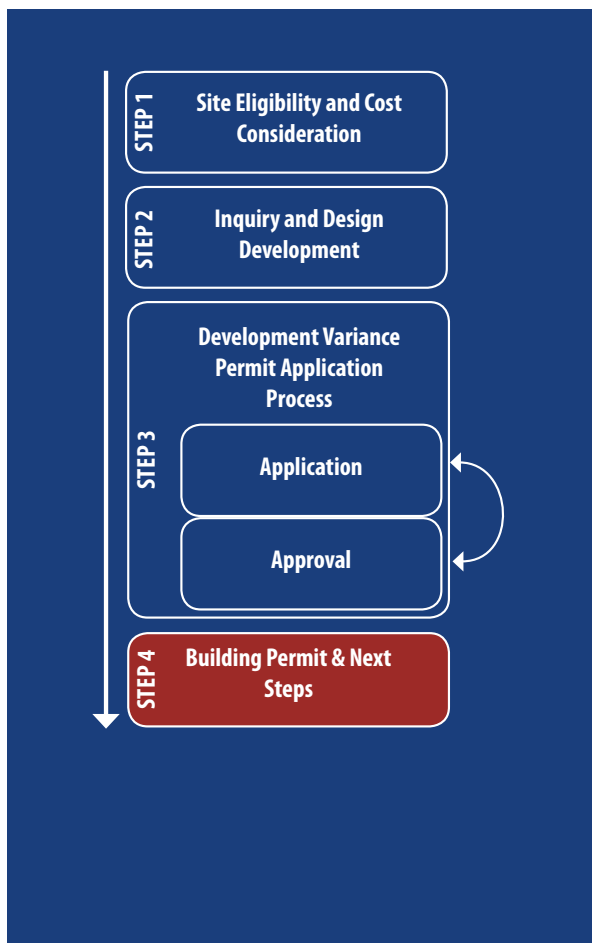 STEP 1
Site Eligibility and Cost
Consideration
STEP 2
Inquiry and Design
Development
STEP 3
Development Variance
Permit Application
Process
Application
Approval
STEP 4
Building Permit & Next
Steps